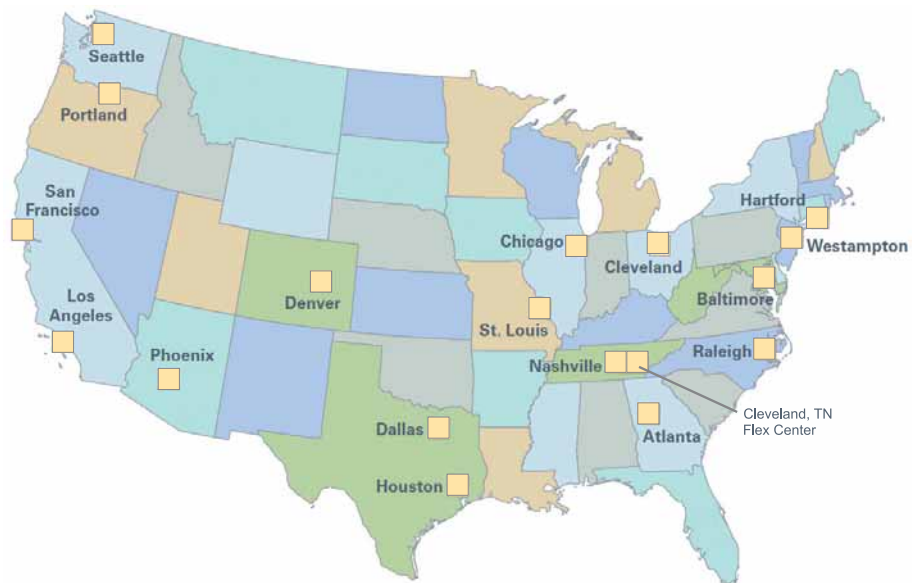 Seattle
Portland
San
Francisco
Los
Angeles
Phoenix
Denver
Dallas
Houston
St. Louis
Chicago
Nashville
Cleveland
Atlanta
Hartford
Westampton
Baltimore
Raleigh
Cleveland, TN
Flex Center